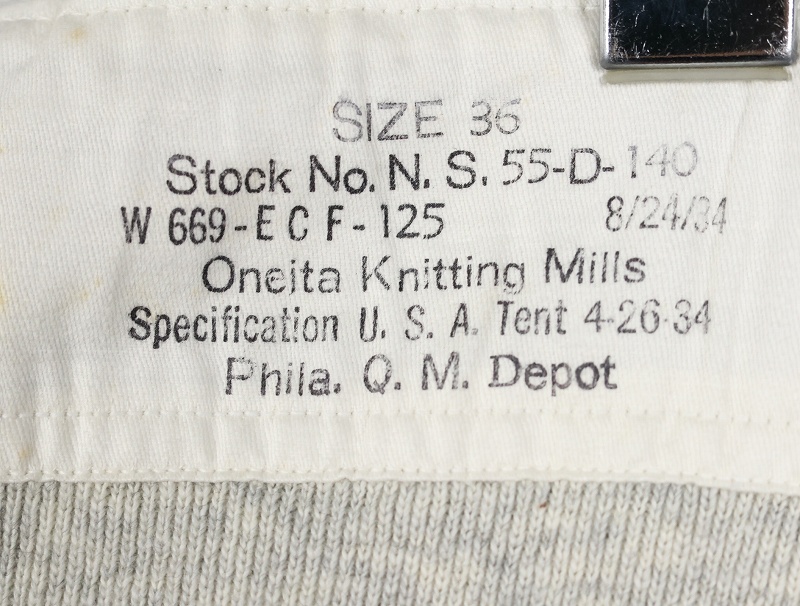 SIZE 36
Stock No. N. S. 55-D-140
W 669-E C F-125 8/24/34
Oneita Knitting Mills
Specification U. S. A. Tent 4-26-34
Phila. Q. M. Depot